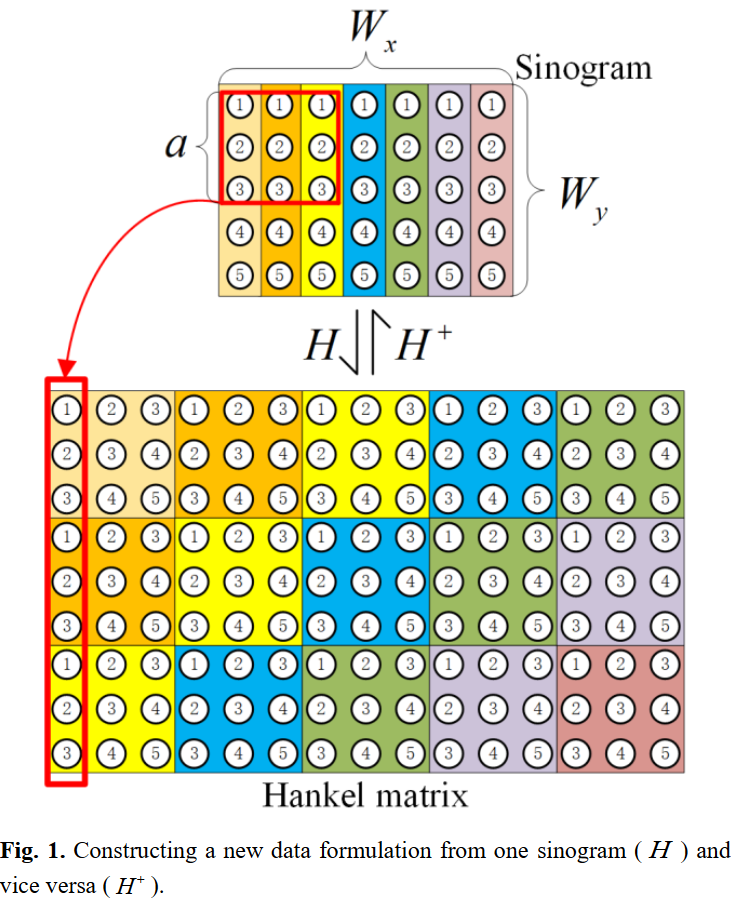 W x
Sinogram
1 1 1 1 1 1 1
a 2 2 2 2 2 2 2
3 3 3 3 3 3 3 W y
4 4 4 4 4 4 4
5 5 5 5 5 5 5
H H +
1 2 3 1 2 3 1 2 3 1 2 3 1 2 3
2 3 4 2 3 4 2 3 4 2 3 4 2 3 4
3 4 5 3 4 5 3 4 5 3 4 5 3 4 5
1 2 3 1 2 3 1 2 3 1 2 3 1 2 3
2 3 4 2 3 4 2 3 4 2 3 4 2 3 4
3 4 5 3 4 5 3 4 5 3 4 5 3 4 5
1 2 3 1 2 3 1 2 3 1 2 3 1 2 3
2 3 4 2 3 4 2 3 4 2 3 4 2 3 4
3 4 5 3 4 5 3 4 5 3 4 5 3 4 5
Hankel matrix
Fig. 1. Constructing a new data formulation from one sinogram ( H ) and
vice versa ( H+ ).